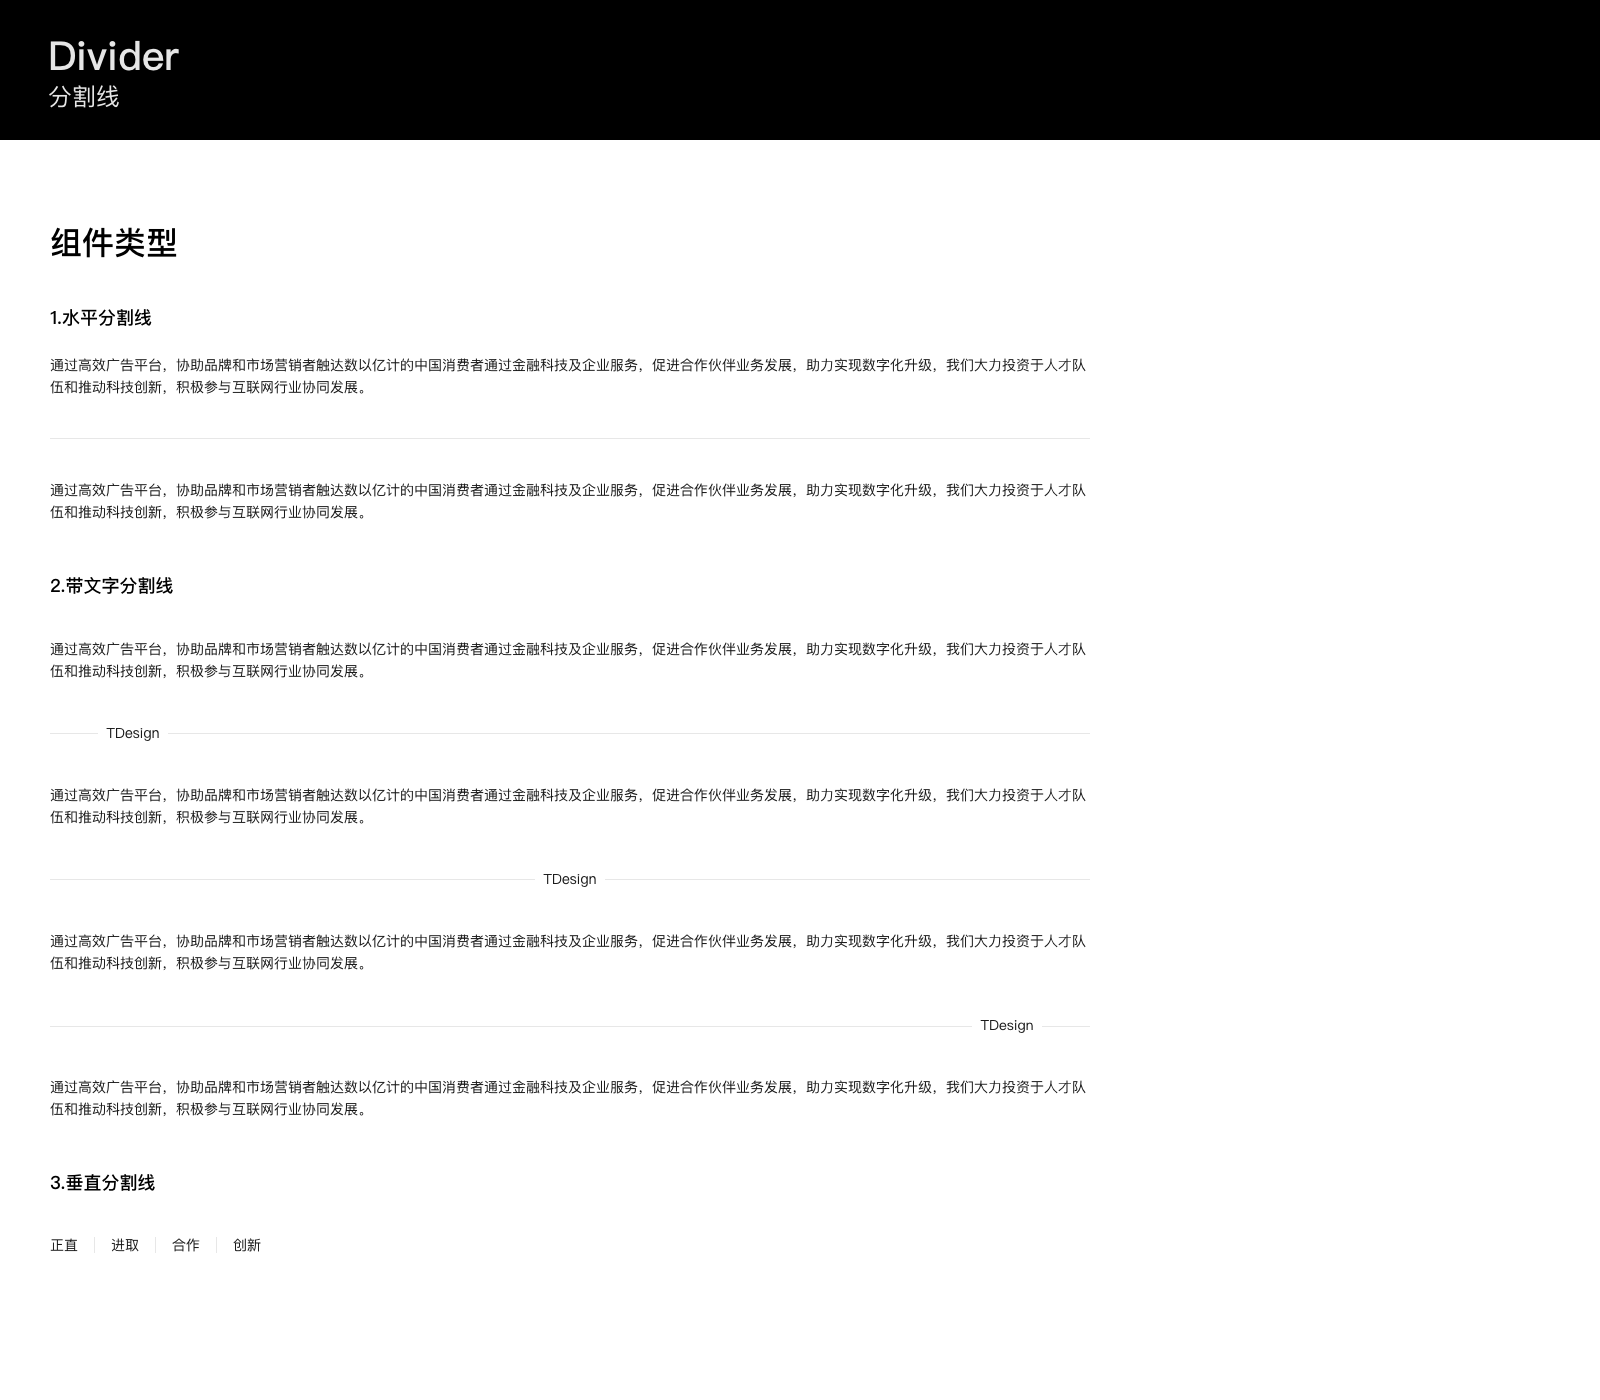 Divider
分割线
组件类型
1.水平分割线
通过高效广告平台，协助品牌和市场营销者触达数以亿计的中国消费者通过金融科技及企业服务，促进合作伙伴业务发展，助力实现数字化升级，我们大力投资于人才队
伍和推动科技创新，积极参与互联网行业协同发展。
通过高效广告平台，协助品牌和市场营销者触达数以亿计的中国消费者通过金融科技及企业服务，促进合作伙伴业务发展，助力实现数字化升级，我们大力投资于人才队
伍和推动科技创新，积极参与互联网行业协同发展。
2.带文字分割线
通过高效广告平台，协助品牌和市场营销者触达数以亿计的中国消费者通过金融科技及企业服务，促进合作伙伴业务发展，助力实现数字化升级，我们大力投资于人才队
伍和推动科技创新，积极参与互联网行业协同发展。
TDesign
通过高效广告平台，协助品牌和市场营销者触达数以亿计的中国消费者通过金融科技及企业服务，促进合作伙伴业务发展，助力实现数字化升级，我们大力投资于人才队
伍和推动科技创新，积极参与互联网行业协同发展。
TDesign
通过高效广告平台，协助品牌和市场营销者触达数以亿计的中国消费者通过金融科技及企业服务，促进合作伙伴业务发展，助力实现数字化升级，我们大力投资于人才队
伍和推动科技创新，积极参与互联网行业协同发展。
TDesign
通过高效广告平台，协助品牌和市场营销者触达数以亿计的中国消费者通过金融科技及企业服务，促进合作伙伴业务发展，助力实现数字化升级，我们大力投资于人才队
伍和推动科技创新，积极参与互联网行业协同发展。
3.垂直分割线
正直 进取 合作 创新